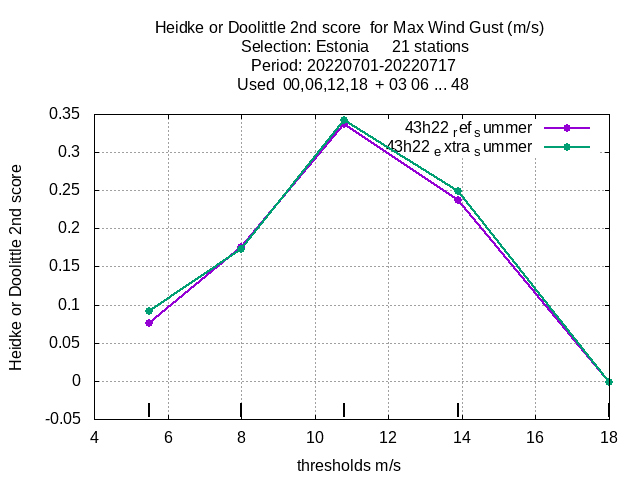 Heidke or Doolittle 2nd score  for Max Wind Gust (m/s)
Selection: Estonia     21 stations
Period: 20220701-20220717
Used  00,06,12,18  + 03 06 ... 48
43h22 ref summer
43h22 extra summer
Heidke or Doolittle 2nd score
0.35
0.3
0.25
0.2
0.15
0.1
0.05
0
-0.05
4 6 8 10 12 14 16 18
thresholds m/s